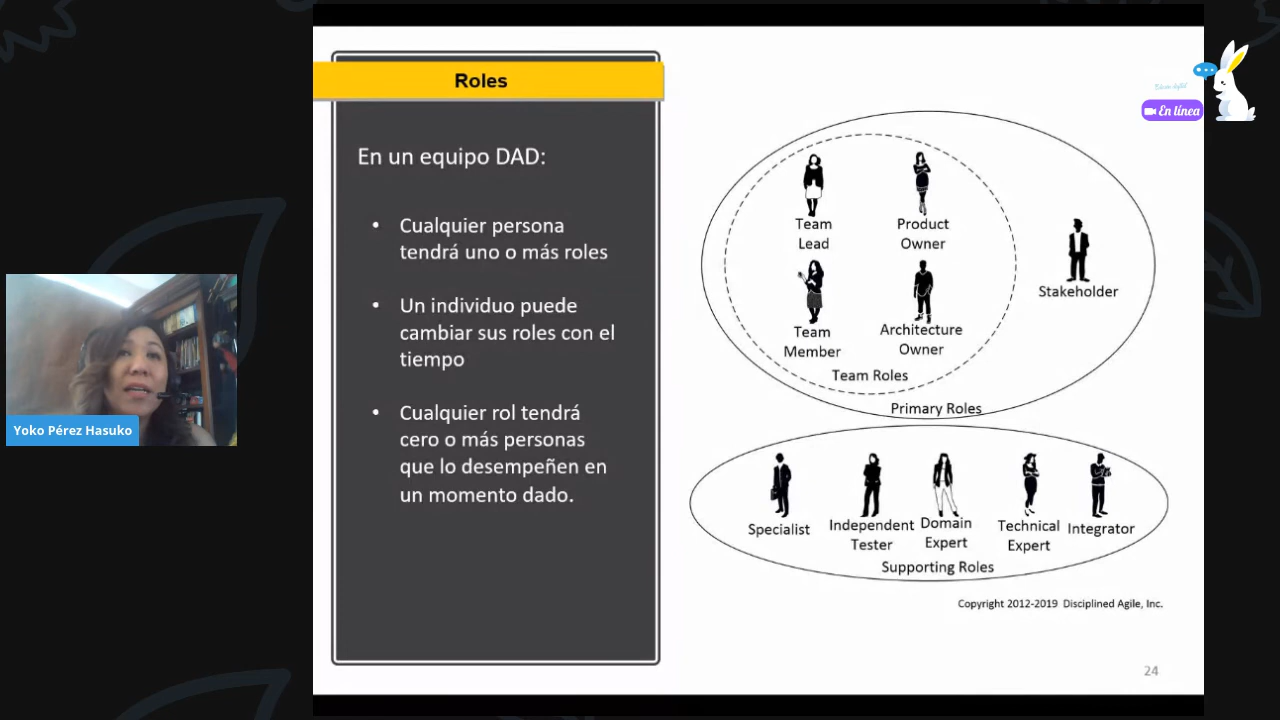 Roles
En un equipo DAD:
• Cualquier persona
tendrá uno o más roles
• Un individuo puede
cambiar sus roles con el
tiempo
• Cualquier rol tendrá
cero o más personas
que lo desempeñen en
un momento dado.
Team
Lead
Product
Owner
Team
Member
Architecture
Owner
Team Roles
Stakeholder
Primary Roles
Specialist
Independent
Tester
Domain
Expert
Technical
Expert
Integrator
Supporting Roles
Copyright 2012-2019 Disciplined Agile, Inc.
24
En línea
Yoko Pérez Hasuko